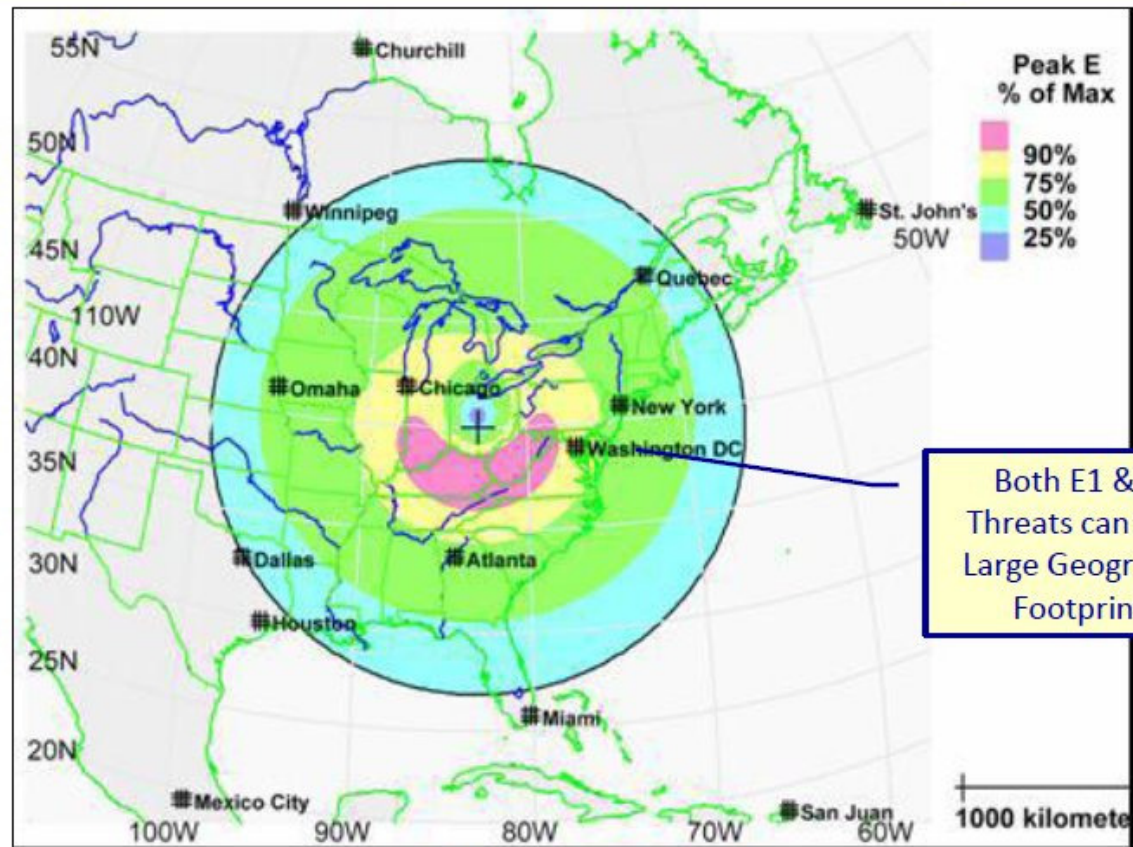 55N
Churchill
Peak E
% of Max
90%
75%
50%
25%
50N
Winnipeg
St. John's
50W
45N
Quebec
110W
40N
Omaha
Chicago
New York
Washington DC
35N
Both E1 &
Threats can
Large Geogr
Footprin
30N
Dallas
Atlanta
Houston
25N
Miami
20N
Mexico City
San Juan
1000 kilomete
100W
90W
80W
70W
60W